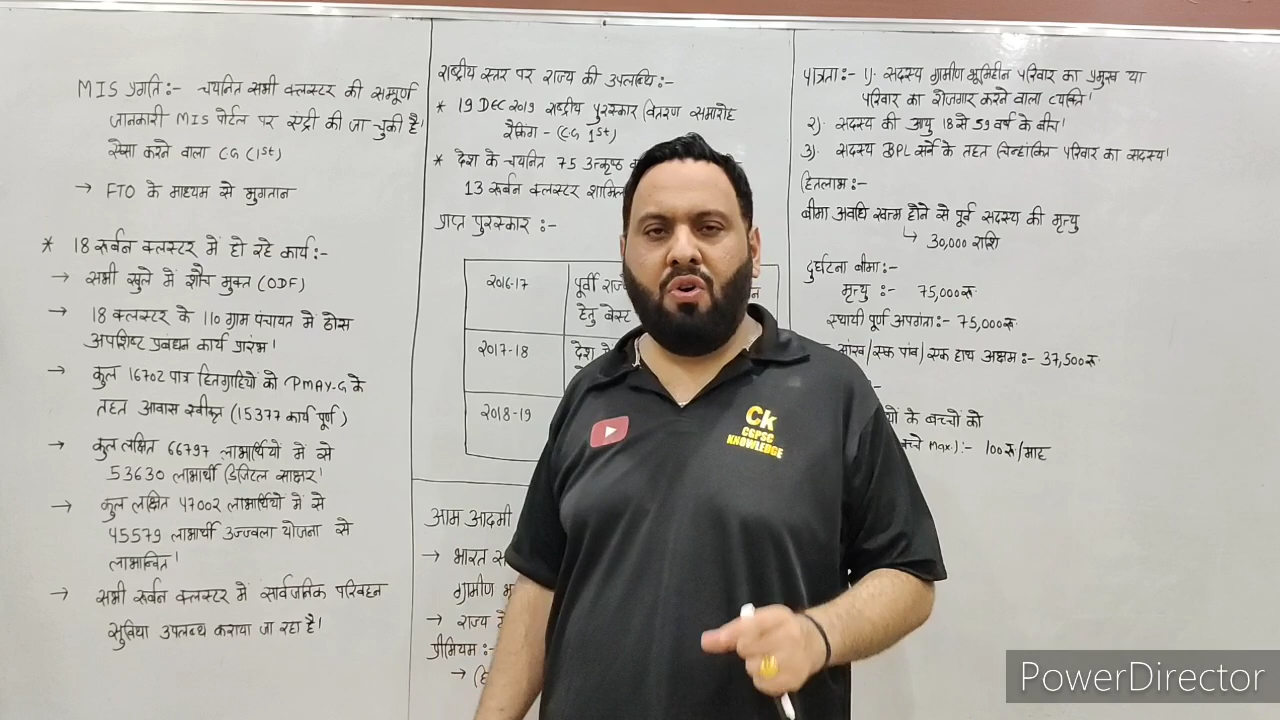 MIS प्रगति :- चयनित सभी क्लस्टर की सम्पूर्ण
जानकारी MIS पोर्टल पर एंट्री की जा चुकी है।
ऐसा करने वाला CG (1st)
→ FTO के माध्यम से भुगतान
* 18 रूर्बन क्लस्टर में हो रहे कार्य :-
→ सभी खुले में शौच मुक्त (ODF)
→ 18 क्लस्टर के 110 ग्राम पंचायत में ठोस
अपशिष्ट प्रबंधन कार्य प्रारंभ।
→ कुल 16702 पात्र हितग्राहियों को PMAY-G के
तहत आवास स्वीकृत (15377 कार्य पूर्ण)
→ कुल लक्षित 66797 लाभार्थियों में से
53630 लाभार्थी डिजिटल साक्षर।
→ कुल लक्षित 47002 लाभार्थियों में से
45579 लाभार्थी उज्ज्वला योजना से
लाभान्वित।
→ सभी रूर्बन क्लस्टर में सार्वजनिक परिवहन
सुविधा उपलब्ध कराया जा रहा है।
राष्ट्रीय स्तर पर राज्य की उपलब्धि :-
* 19 DEC 2019 राष्ट्रीय पुरस्कार वितरण समारोह
रैंकिंग - (CG 1st)
* देश के चयनित 75 उत्कृष्ठ
13 रूर्बन क्लस्टर शामिल
प्राप्त पुरस्कार :-
2016-17 पूर्वी
हेतु बेस्ट
2017-18 देश
2018-19
आम आदमी
→ भारत
ग्रामीण
→ राज्य
प्रीमियम :-
→
पात्रता :- 1). सदस्य ग्रामीण भूमिहीन परिवार का प्रमुख या
परिवार का रोजगार करने वाला व्यक्ति।
2). सदस्य की आयु 18 से 59 वर्ष के बीच।
3). सदस्य BPL सर्वे के तहत चिन्हांकित परिवार का सदस्य।
हितलाभ :-
बीमा अवधि खत्म होने से पूर्व सदस्य की मृत्यु
↳ 30,000 राशि
दुर्घटना बीमा :-
मृत्यु :- 75,000रू
स्थायी पूर्ण अपंगता :- 75,000रू.
आंख/एक पांव/एक हाथ अक्षम :- 37,500रू.
के बच्चों को
बच्चे Max.) :- 100रू/माह
Ck
CGPSC
KNOWLEDGE
PowerDirector